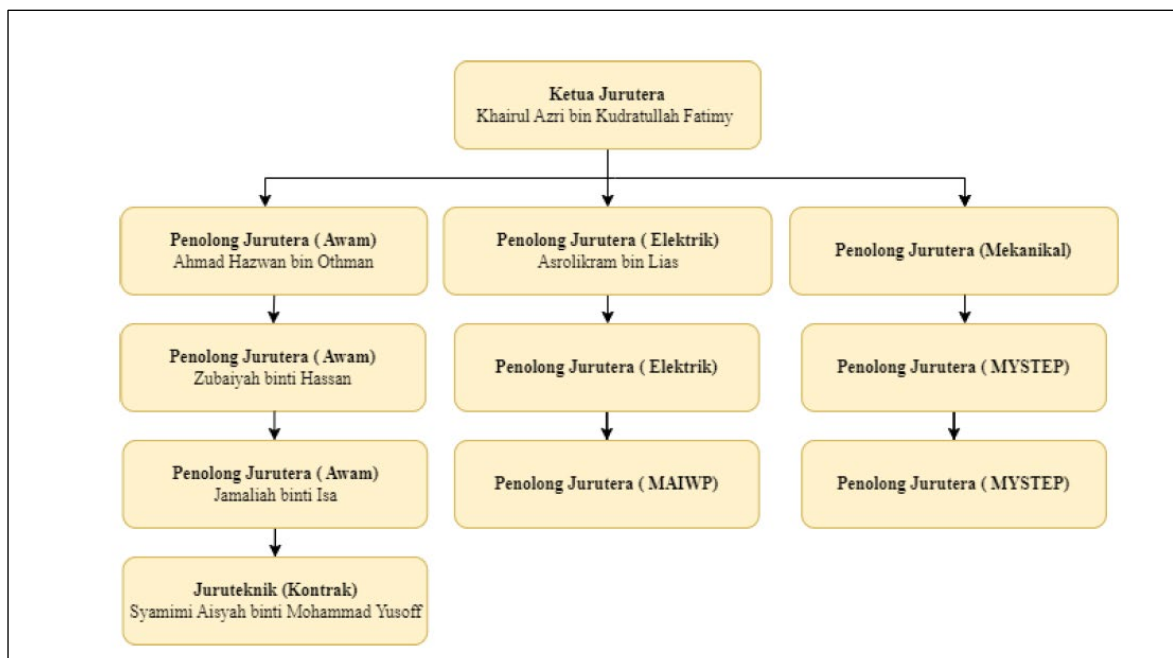 Ketua Jurutera
Khairul Azri bin Kudratullah Fatimy
Penolong Jurutera ( Awam)
Ahmad Hazwan bin Othman
Penolong Jurutera ( Elektrik)
Asrolikram bin Lias
Penolong Jurutera (Mekanikal)
Penolong Jurutera ( Awam)
Zubaiyah binti Hassan
Penolong Jurutera ( Elektrik)
Penolong Jurutera ( MYSTEP)
Penolong Jurutera ( Awam)
Jamaliah binti Isa
Penolong Jurutera ( MAIWP)
Penolong Jurutera ( MYSTEP)
Juruteknik (Kontrak)
Syamimi Aisyah binti Mohammad Yusoff